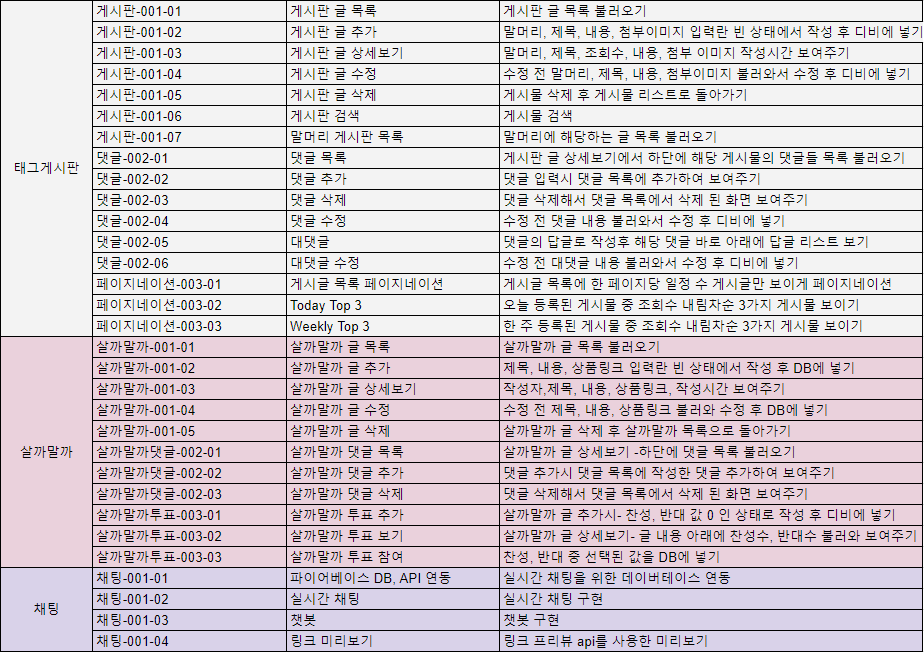 태그게시판
게시판-001-01 게시판 글 목록 게시판 글 목록 불러오기
게시판-001-02 게시판 글 추가 말머리, 제목, 내용, 첨부이미지 입력란 빈 상태에서 작성 후 디비에 넣기
게시판-001-03 게시판 글 상세보기 말머리, 제목, 조회수, 내용, 첨부 이미지 작성시간 보여주기
게시판-001-04 게시판 글 수정 수정 전 말머리, 제목, 내용, 첨부이미지 불러와서 수정 후 디비에 넣기
게시판-001-05 게시판 글 삭제 게시물 삭제 후 게시물 리스트로 돌아가기
게시판-001-06 게시판 검색 게시물 검색
게시판-001-07 말머리 게시판 목록 말머리에 해당하는 글 목록 불러오기
댓글-002-01 댓글 목록 게시판 글 상세보기에서 하단에 해당 게시물의 댓글들 목록 불러오기
댓글-002-02 댓글 추가 댓글 입력시 댓글 목록에 추가하여 보여주기
댓글-002-03 댓글 삭제 댓글 삭제해서 댓글 목록에서 삭제 된 화면 보여주기
댓글-002-04 댓글 수정 수정 전 댓글 내용 불러와서 수정 후 디비에 넣기
댓글-002-05 대댓글 댓글의 답글로 작성후 해당 댓글 바로 아래에 답글 리스트 보기
댓글-002-06 대댓글 수정 수정 전 대댓글 내용 불러와서 수정 후 디비에 넣기
페이지네이션-003-01 게시글 목록 페이지네이션 게시글 목록에 한 페이지당 일정 수 게시글만 보이게 페이지네이션
페이지네이션-003-02 Today Top 3 오늘 등록된 게시물 중 조회수 내림차순 3가지 게시물 보이기
페이지네이션-003-03 Weekly Top 3 한 주 등록된 게시물 중 조회수 내림차순 3가지 게시물 보이기
살까말까
살까말까-001-01 살까말까 글 목록 살까말까 글 목록 불러오기
살까말까-001-02 살까말까 글 추가 제목, 내용, 상품링크 입력란 빈 상태에서 작성 후 DB에 넣기
살까말까-001-03 살까말까 글 상세보기 작성자,제목, 내용, 상품링크, 작성시간 보여주기
살까말까-001-04 살까말까 글 수정 수정 전 제목, 내용, 상품링크 불러와 수정 후 DB에 넣기
살까말까-001-05 살까말까 글 삭제 살까말까 글 삭제 후 살까말까 목록으로 돌아가기
살까말까댓글-002-01 살까말까 댓글 목록 살까말까 글 상세보기 -하단에 댓글 목록 불러오기
살까말까댓글-002-02 살까말까 댓글 추가 댓글 추가시 댓글 목록에 작성한 댓글 추가하여 보여주기
살까말까댓글-002-03 살까말까 댓글 삭제 댓글 삭제해서 댓글 목록에서 삭제 된 화면 보여주기
살까말까투표-003-01 살까말까 투표 추가 살까말까 글 추가시- 찬성, 반대 값 0 인 상태로 작성 후 디비에 넣기
살까말까투표-003-02 살까말까 투표 보기 살까말까 글 상세보기- 글 내용 아래에 찬성수, 반대수 불러와 보여주기
살까말까투표-003-03 살까말까 투표 참여 찬성, 반대 중 선택된 값을 DB에 넣기
채팅
채팅-001-01 파이어베이스 DB, API 연동 실시간 채팅을 위한 데이버테이스 연동
채팅-001-02 실시간 채팅 실시간 채팅 구현
채팅-001-03 챗봇 챗봇 구현
채팅-001-04 링크 미리보기 링크 프리뷰 api를 사용한 미리보기